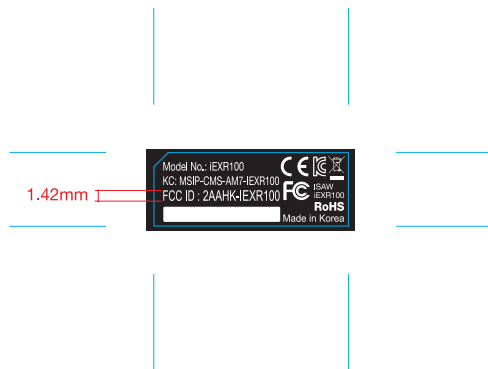 Model No.: iEXR100
KC: MSIP-CMS-AM7-IEXR100
1.42mm
FCC ID : 2AAHK-IEXR100
CE
FC
ISAW
iEXR100
RoHS
Made in Korea